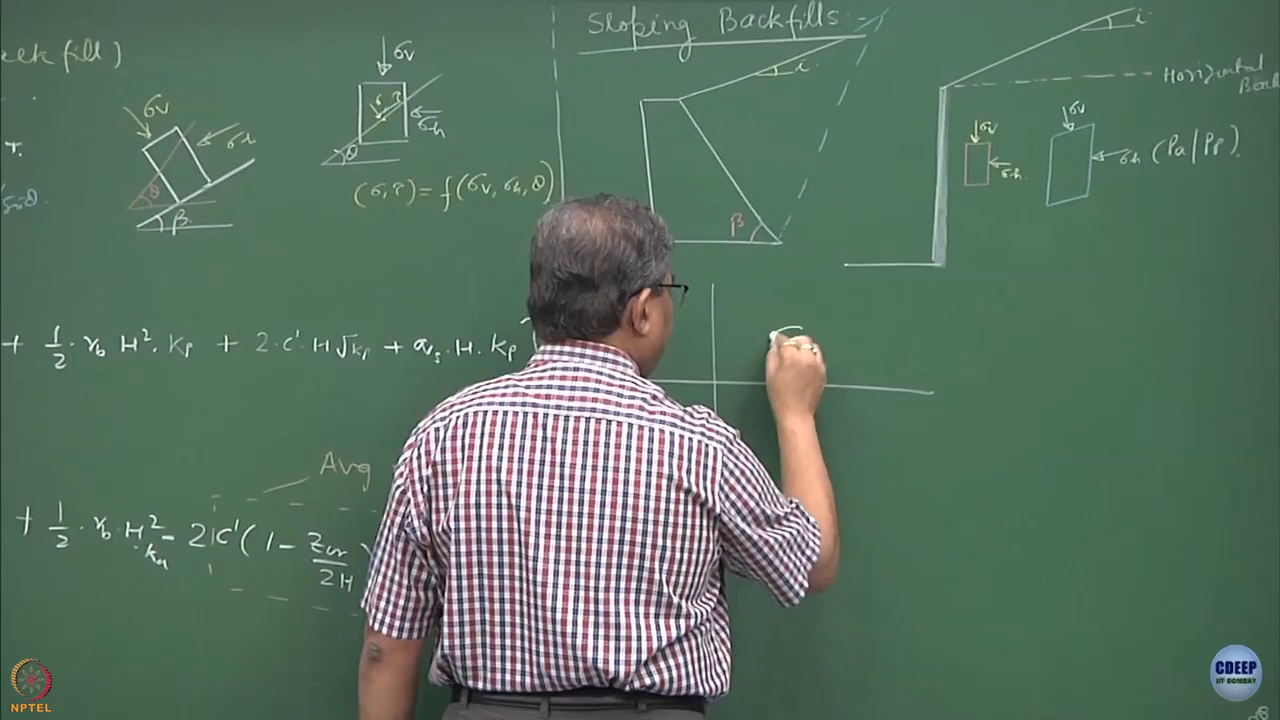 alk fill)
σv
σh
θ
β
σv
σ, τ
σh
θ
(σ, τ) = f(σv, σh, θ)
Sloping Backfills :-
i
β
i
Horizontal
Back
σv
σh
σv
σh (Pa/Pp).
+ 1/2 · γb H² · Kp + 2 · c' · H√Kp + qs · H · Kp
Avg
+ 1/2 · γb · H² · ka - 2c' (1 - Zcr/2H
NPTEL
CDEEP
IIT BOMBAY